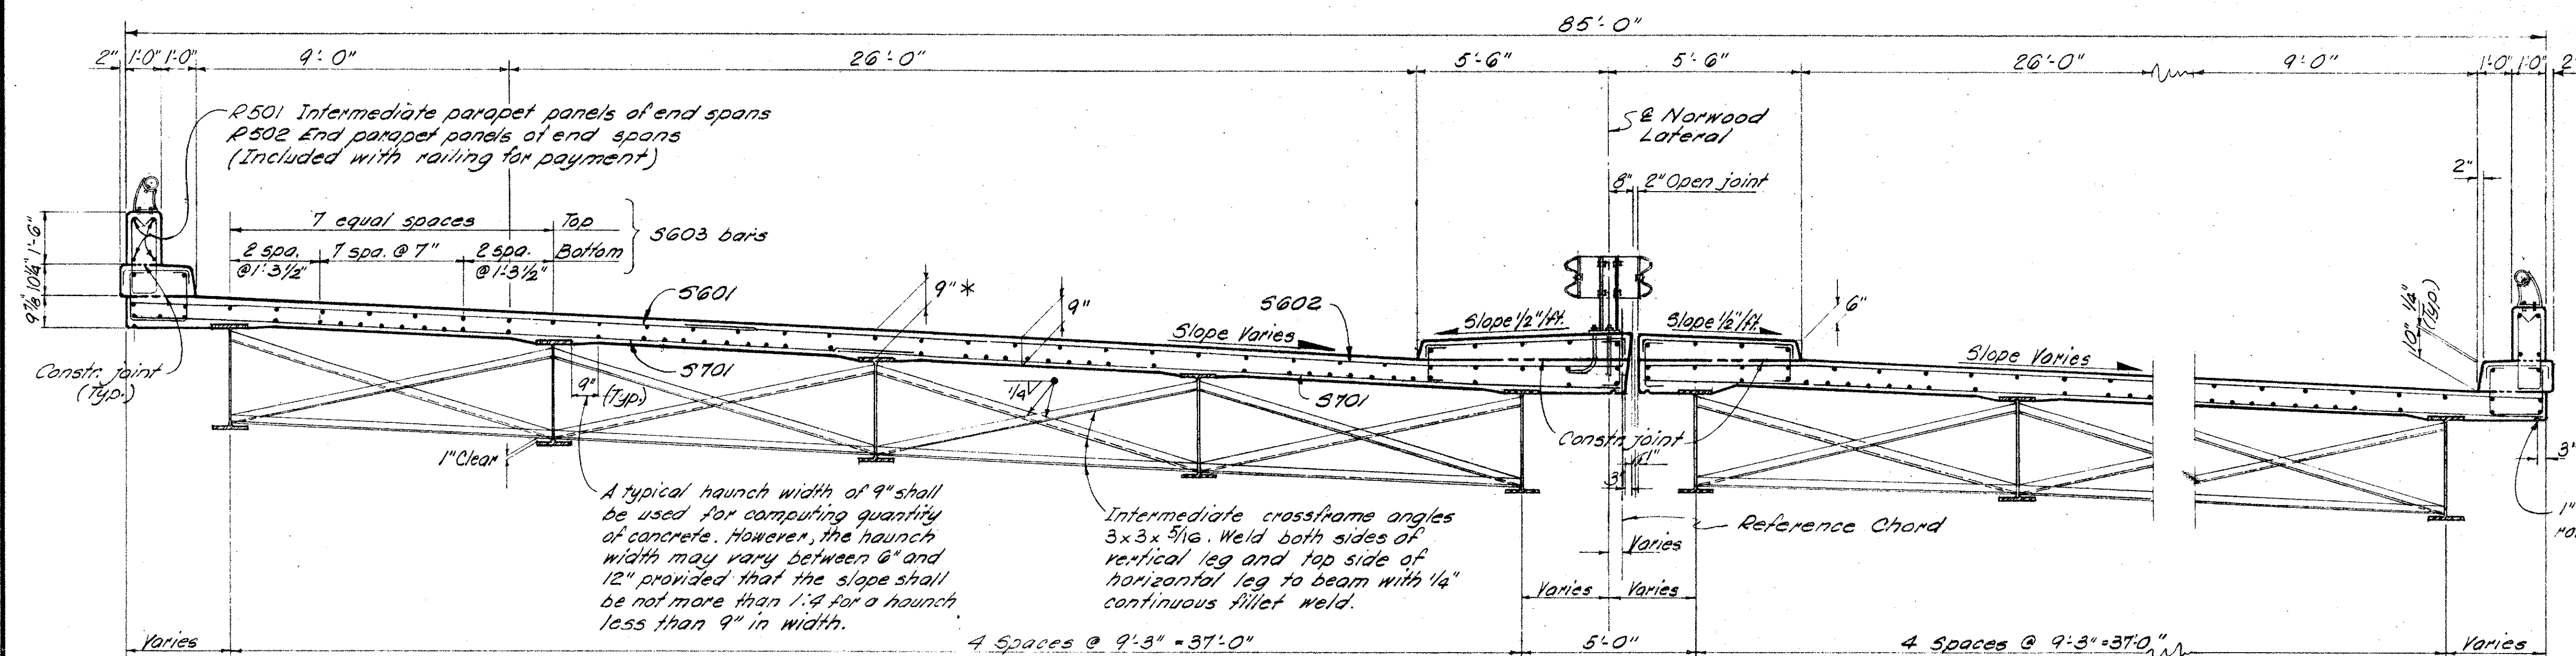 85'-0"
2" 1'-0" 1'-0" 9'-0" 26'-0" 5'-6" 5'-6" 26'-0" 9'-0" 1'-0" 1'-0" 2"
R501 Intermediate parapet panels of end spans
R502 End parapet panels of end spans
(Included with railing for payment)
℄ Norwood
Lateral
8" 2" Open joint
2"
7 equal spaces Top
2 spa. 7 spa. @ 7" 2 spa. Bottom
@ 1'-3½" @ 1'-3½"
S603 bars
1'-6"
10¼"
9⅞"
S601
9" *
9"
S602
Slope Varies
Slope ½"/ft.
Slope ½"/ft.
6"
Slope Varies
10" ¼"
(Typ.)
Constr. joint
(Typ.)
S701
9"
(Typ.)
1/4
S701
1" Clear
Constr. joint
1"
3"
3"
1"
A typical haunch width of 9" shall
be used for computing quantity
of concrete. However, the haunch
width may vary between 6" and
12" provided that the slope shall
be not more than 1:4 for a haunch
less than 9" in width.
Intermediate crossframe angles
3x3x5/16. Weld both sides of
vertical leg and top side of
horizontal leg to beam with 1/4"
continuous fillet weld.
Reference Chord
Varies
Varies Varies
Varies 4 Spaces @ 9'-3" = 37'-0" 5'-0" 4 Spaces @ 9'-3" = 37'-0" Varies